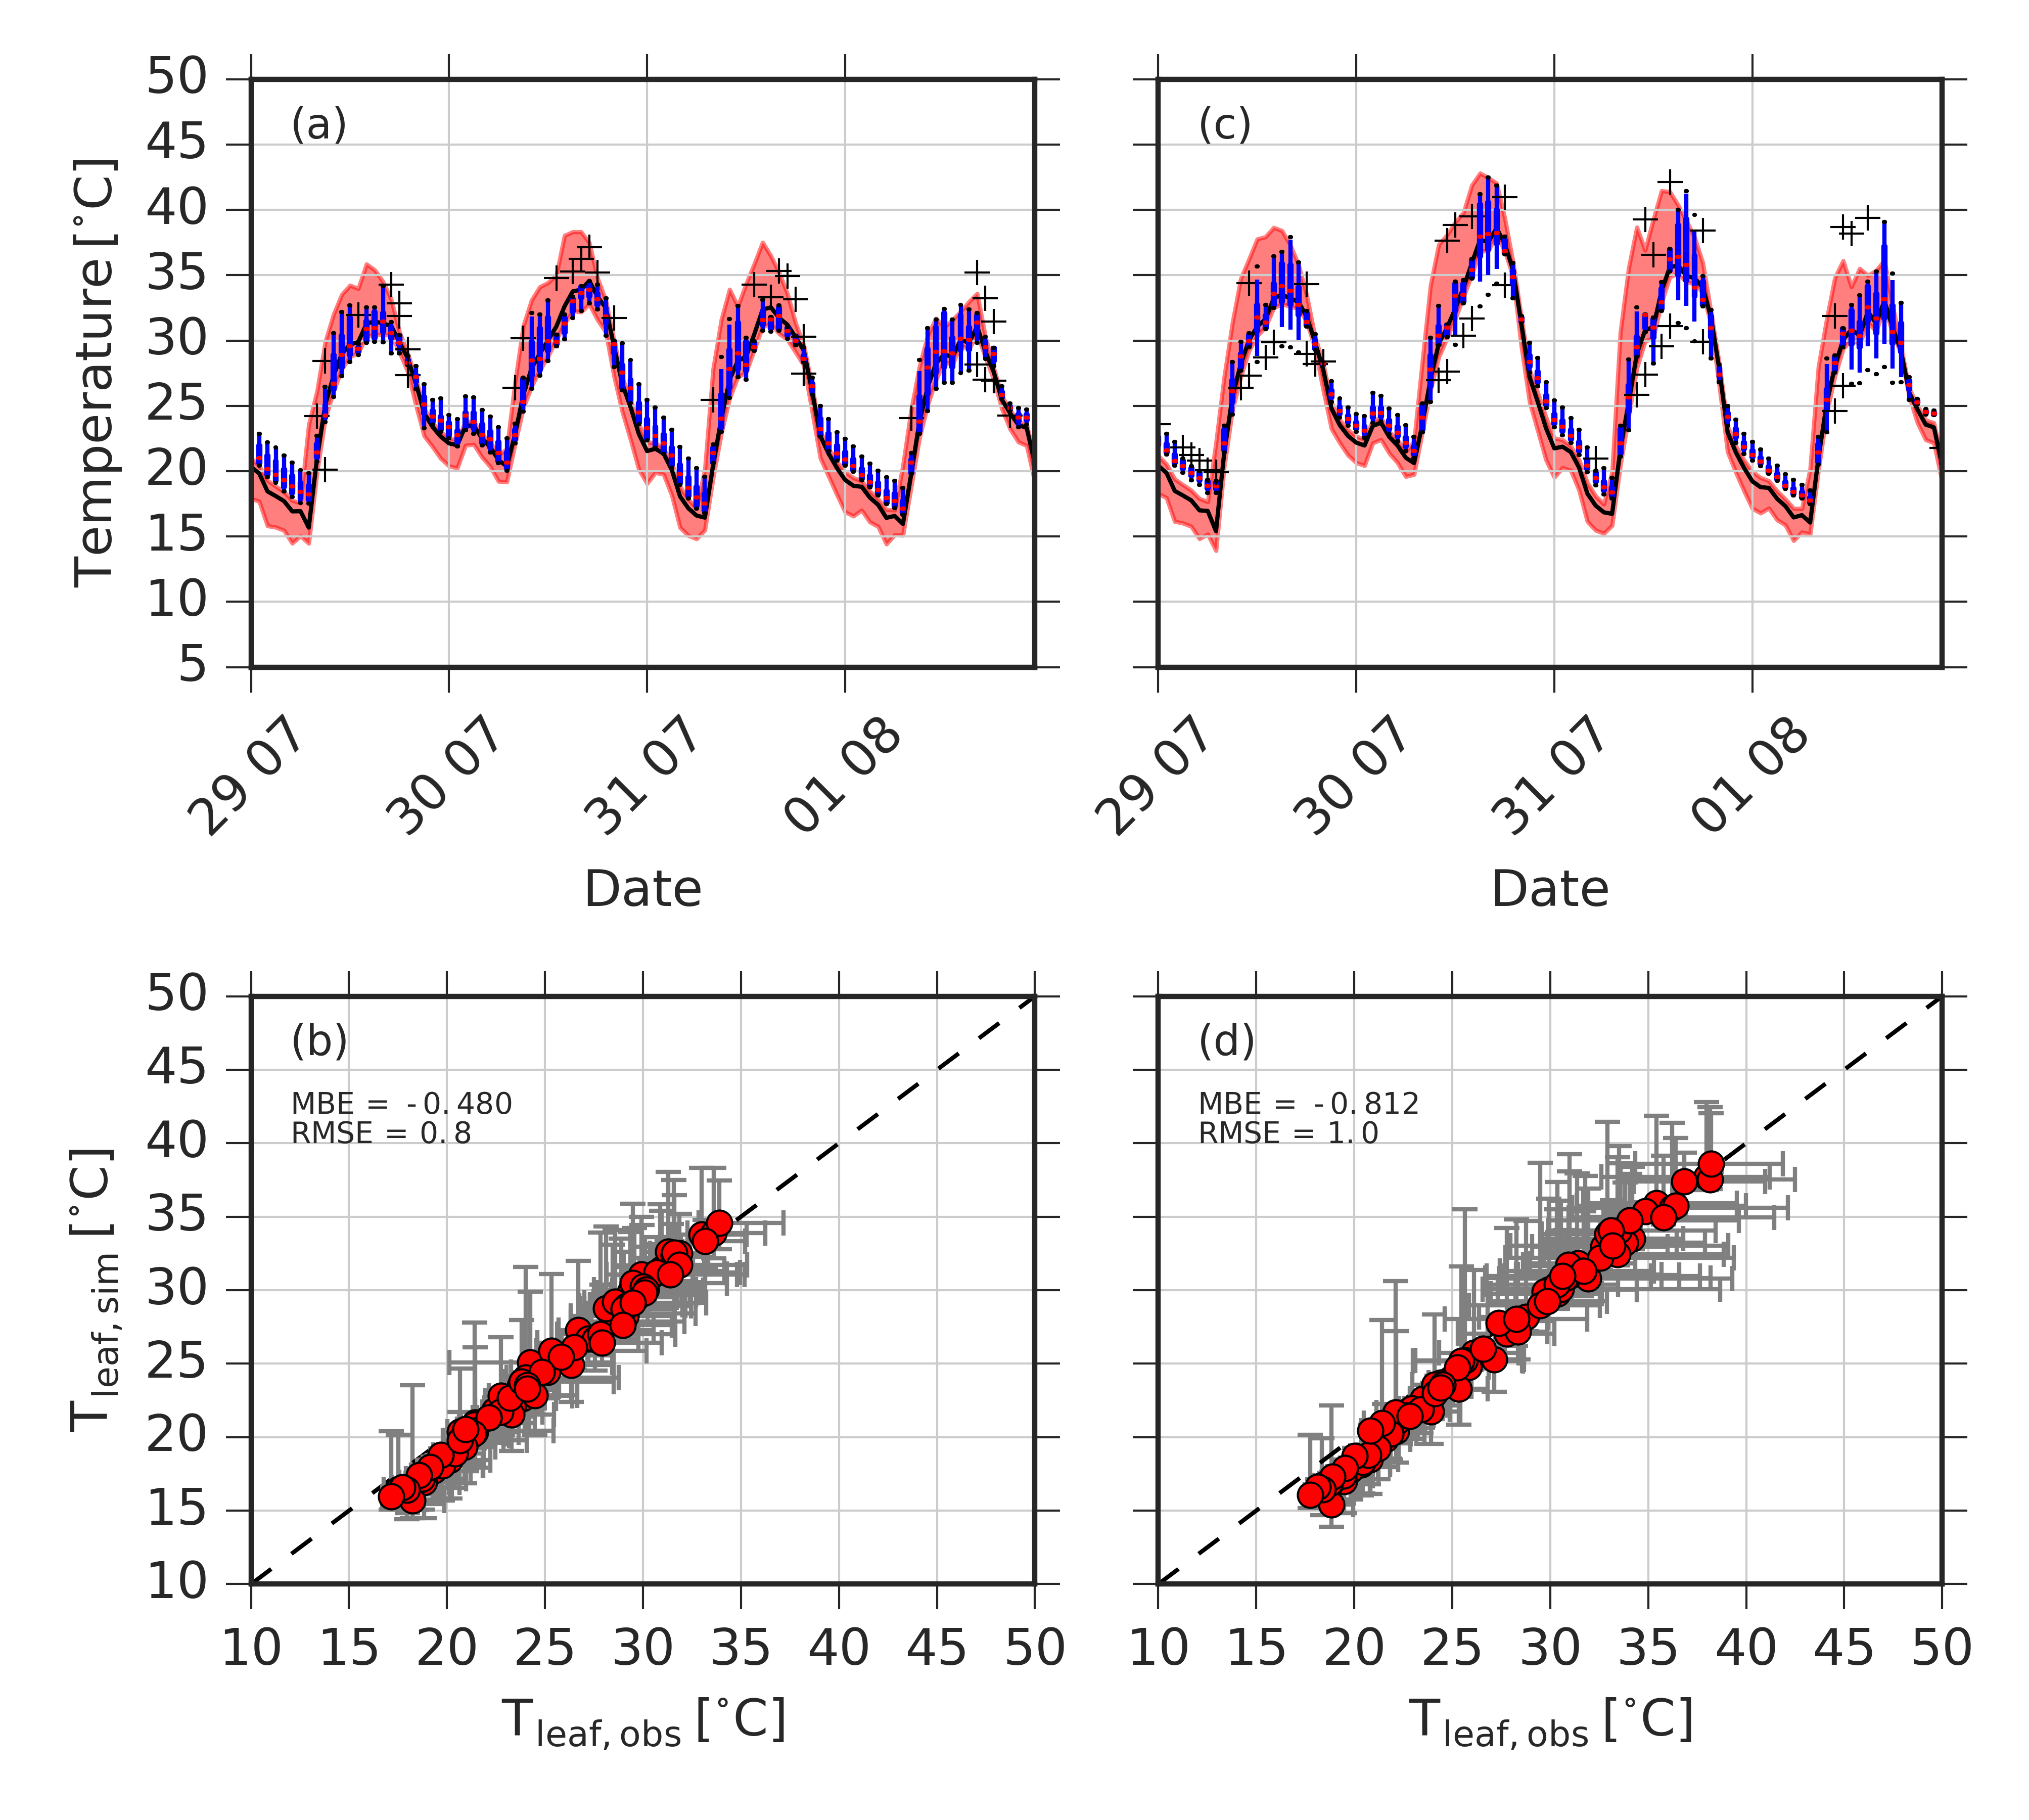 50
45
40
35
30
25
20
15
10
5
Temperature [°C]
(a)
29 07
30 07
31 07
01 08
Date
(c)
29 07
30 07
31 07
01 08
Date
50
45
40
35
30
25
20
15
10
T leaf, sim [°C]
(b)
MBE = -0.480
RMSE = 0.8
10 15 20 25 30 35 40 45 50
T leaf, obs [°C]
(d)
MBE = -0.812
RMSE = 1.0
10 15 20 25 30 35 40 45 50
T leaf, obs [°C]